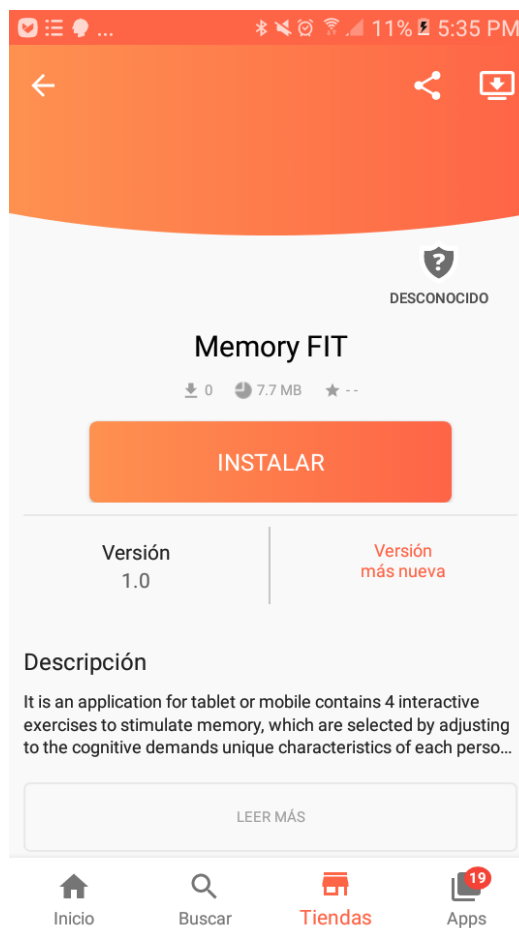 ... 11% 5:35 PM
?
DESCONOCIDO
Memory FIT
0 7.7 MB - -
INSTALAR
Versión
1.0
Versión
más nueva
Descripción
It is an application for tablet or mobile contains 4 interactive
exercises to stimulate memory, which are selected by adjusting
to the cognitive demands unique characteristics of each perso...
LEER MÁS
19
Inicio Buscar Tiendas Apps